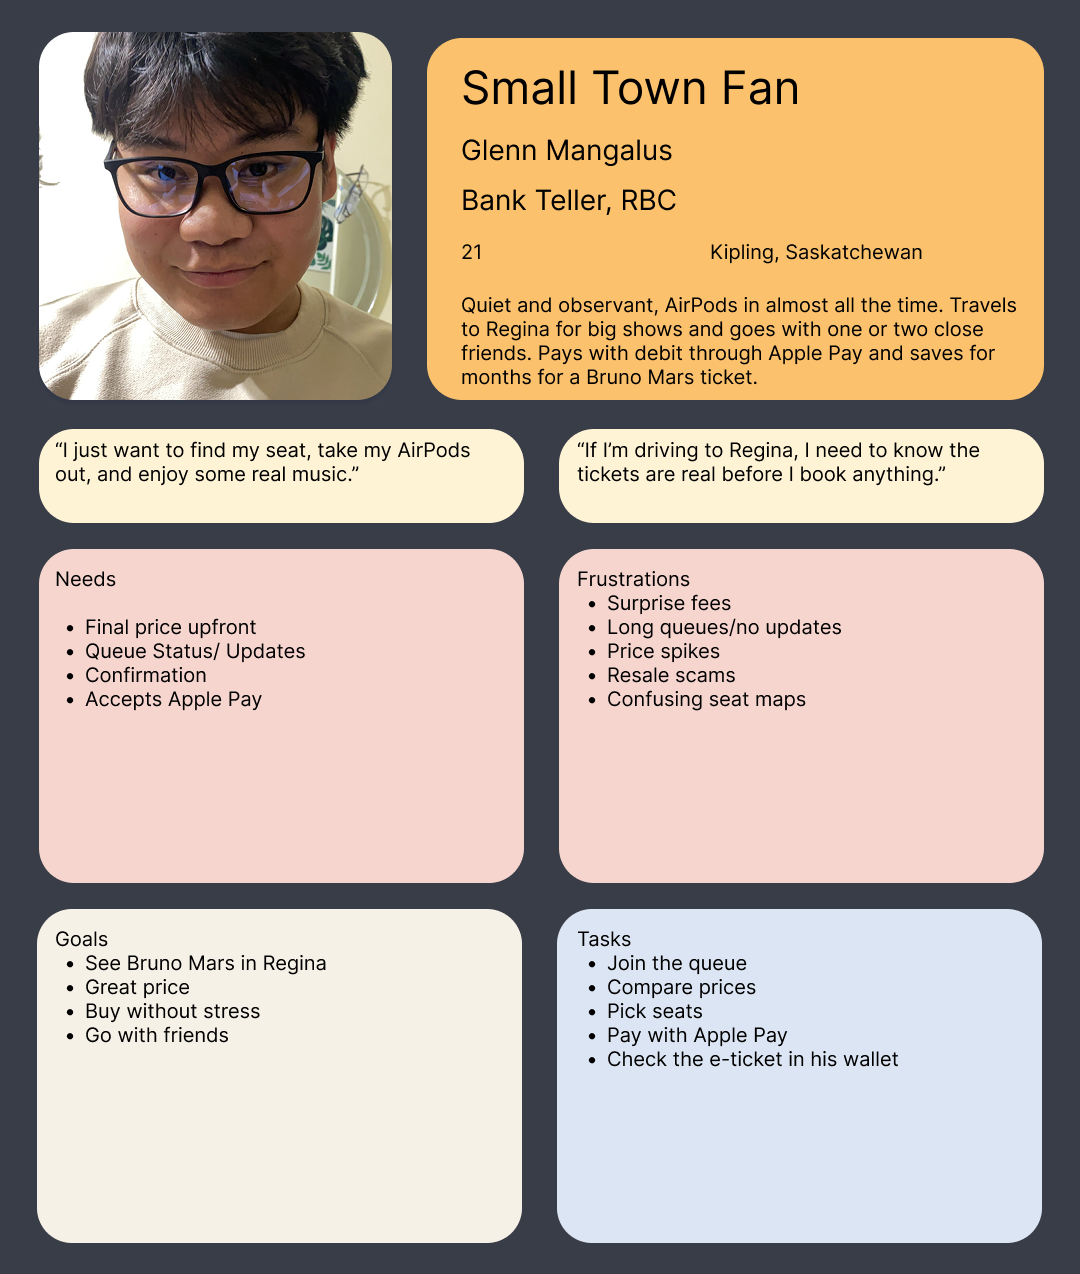 Small Town Fan
Glenn Mangalus
Bank Teller, RBC
21
Kipling, Saskatchewan
Quiet and observant, AirPods in almost all the time. Travels
to Regina for big shows and goes with one or two close
friends. Pays with debit through Apple Pay and saves for
months for a Bruno Mars ticket.
“I just want to find my seat, take my AirPods
out, and enjoy some real music.”
“If I’m driving to Regina, I need to know the
tickets are real before I book anything.”
Needs
• Final price upfront
• Queue Status/ Updates
• Confirmation
• Accepts Apple Pay
Frustrations
• Surprise fees
• Long queues/no updates
• Price spikes
• Resale scams
• Confusing seat maps
Goals
• See Bruno Mars in Regina
• Great price
• Buy without stress
• Go with friends
Tasks
• Join the queue
• Compare prices
• Pick seats
• Pay with Apple Pay
• Check the e-ticket in his wallet